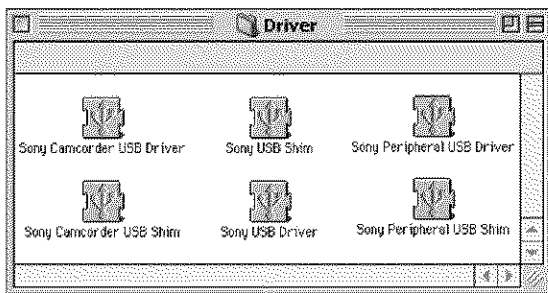 Driver
Sony Camcorder USB Driver
Sony USB Shim
Sony Peripheral USB Driver
Sony Camcorder USB Shim
Sony USB Driver
Sony Peripheral USB Shim